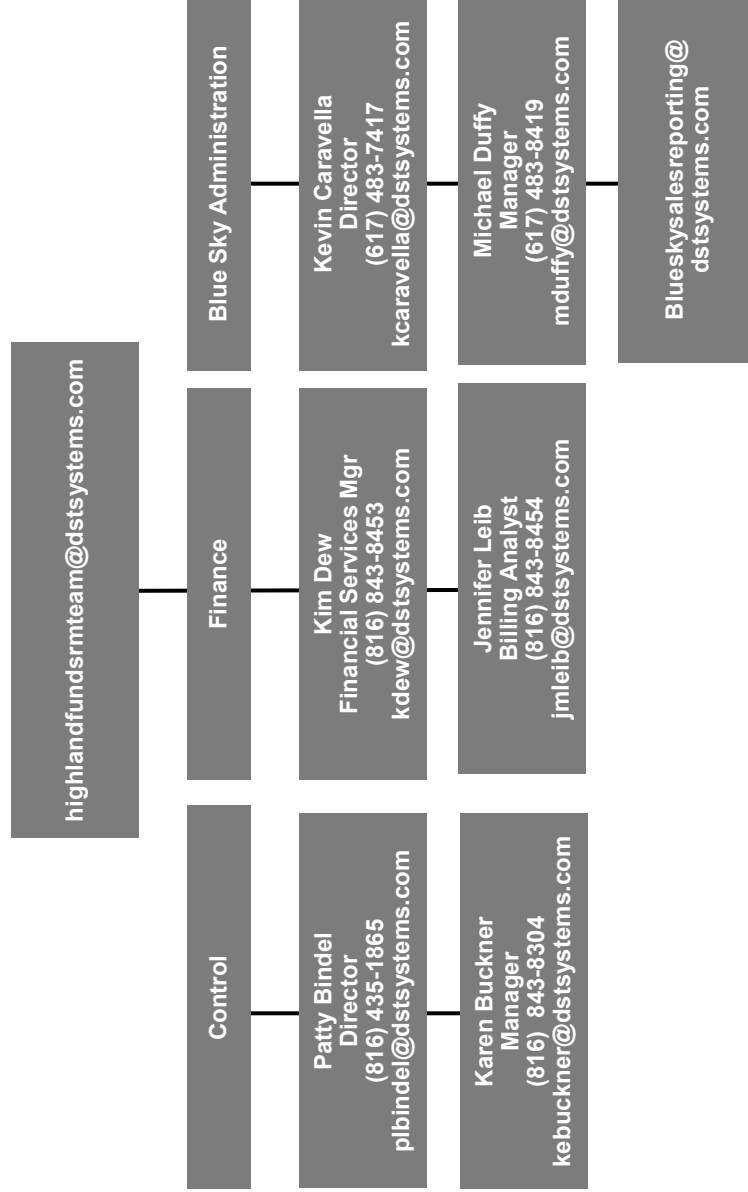 highlandfundsrmteam@dstsystems.com
Control
Patty Bindel
Director
(816) 435-1865
plbindel@dstsystems.com
Karen Buckner
Manager
(816)  843-8304
kebuckner@dstsystems.com
Finance
Kim Dew
Financial Services Mgr
(816) 843-8453
kdew@dstsystems.com
Jennifer Leib
Billing Analyst
(816) 843-8454
jmleib@dstsystems.com
Blue Sky Administration
Kevin Caravella
Director
(617) 483-7417
kcaravella@dstsystems.com
Michael Duffy
Manager
(617) 483-8419
mduffy@dstsystems.com
Blueskysalesreporting@
dstsystems.com